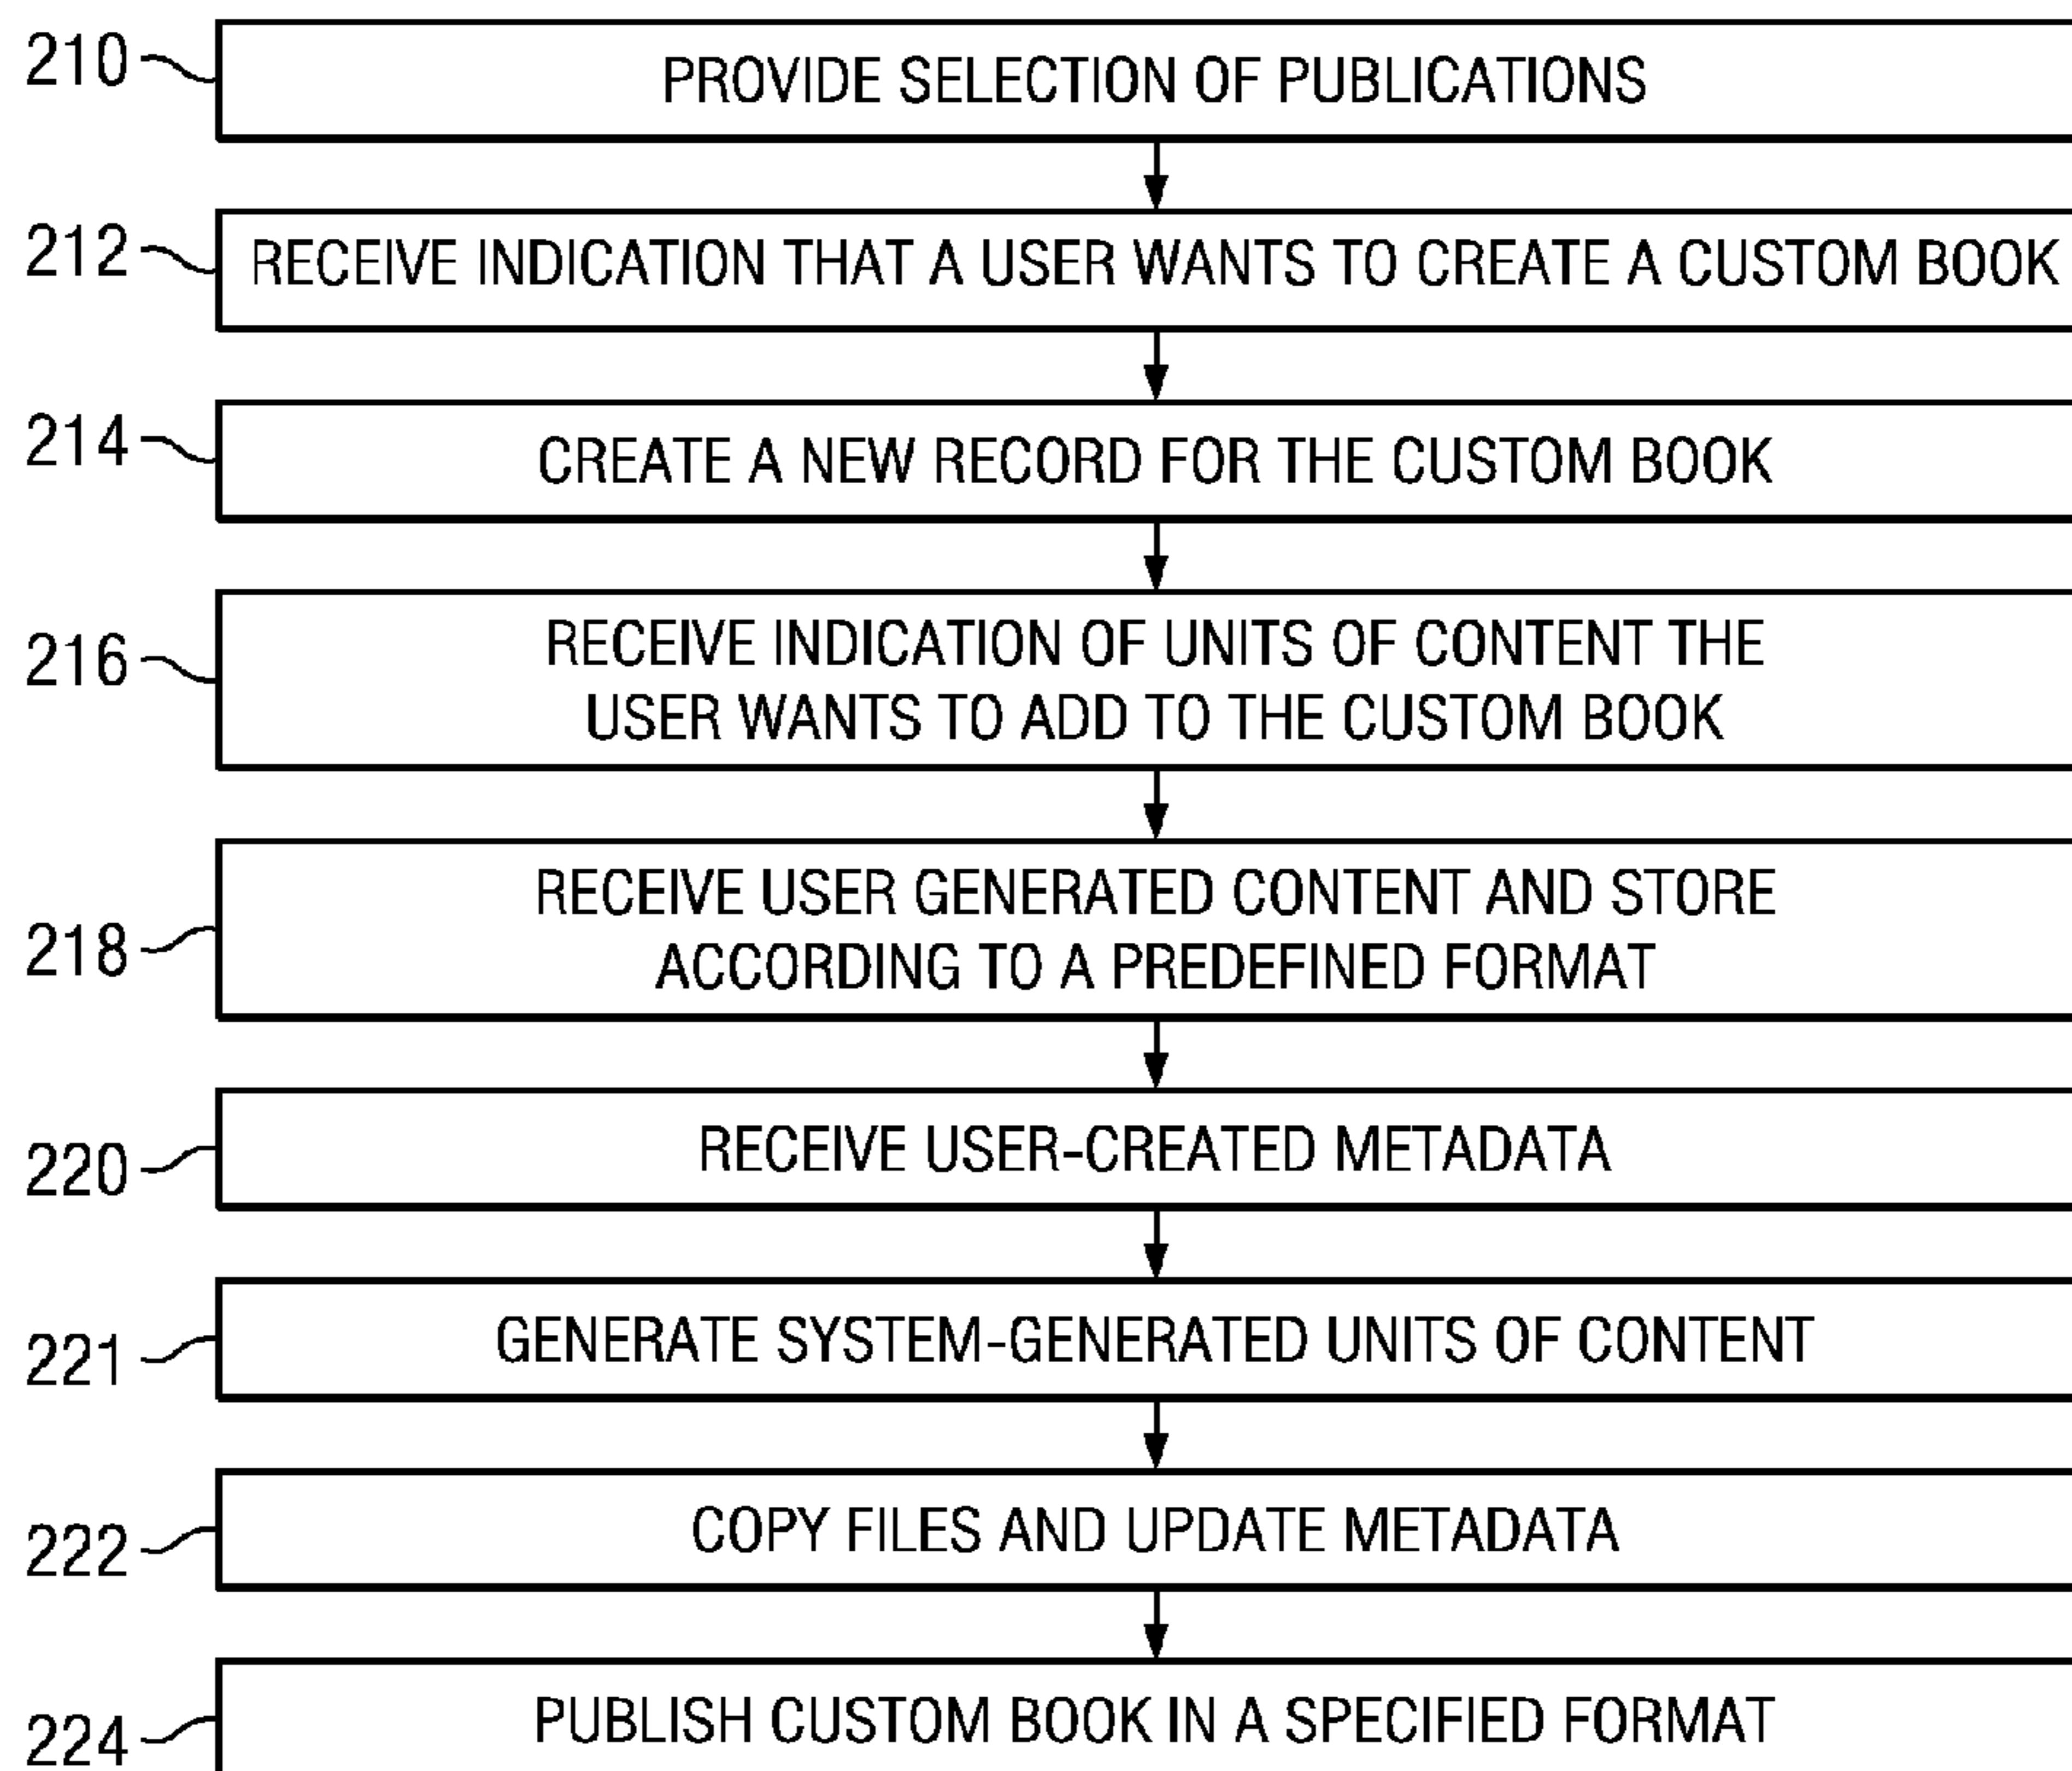 210 PROVIDE SELECTION OF PUBLICATIONS
212 RECEIVE INDICATION THAT A USER WANTS TO CREATE A CUSTOM BOOK
214 CREATE A NEW RECORD FOR THE CUSTOM BOOK
216 RECEIVE INDICATION OF UNITS OF CONTENT THE
USER WANTS TO ADD TO THE CUSTOM BOOK
218 RECEIVE USER GENERATED CONTENT AND STORE
ACCORDING TO A PREDEFINED FORMAT
220 RECEIVE USER-CREATED METADATA
221 GENERATE SYSTEM-GENERATED UNITS OF CONTENT
222 COPY FILES AND UPDATE METADATA
224 PUBLISH CUSTOM BOOK IN A SPECIFIED FORMAT